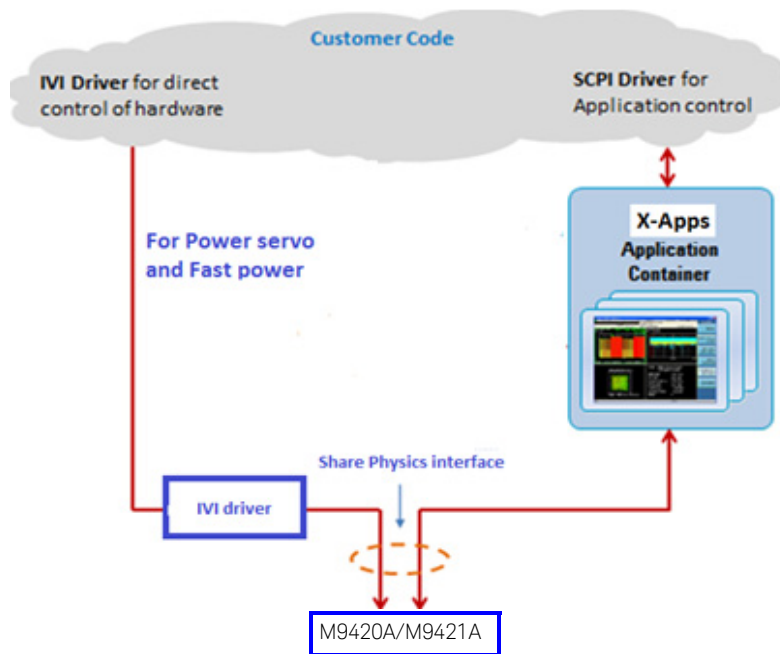 Customer Code
IVI Driver for direct
control of hardware
SCPI Driver for
Application control
For Power servo
and Fast power
X-Apps
Application
Container
Share Physics interface
IVI driver
M9420A/M9421A